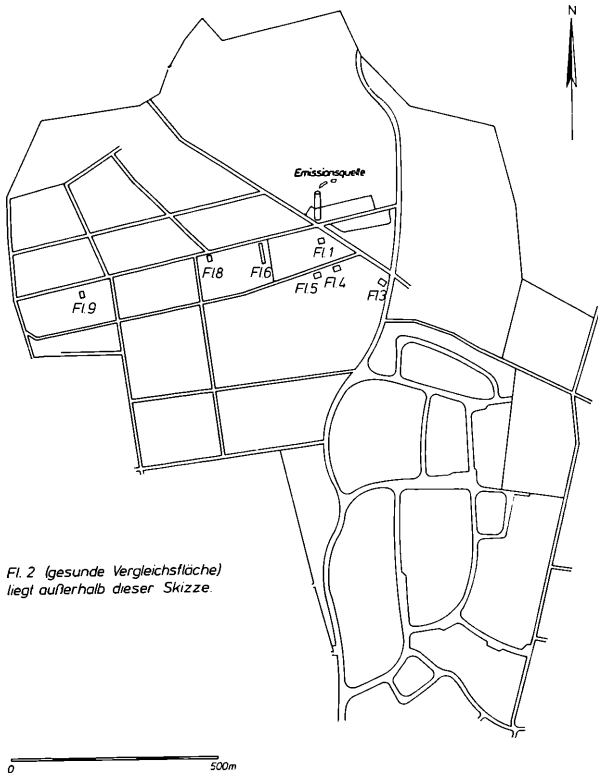 N
Emissionsquelle
Fl.1
Fl.8
Fl.6
Fl.5
Fl.4
Fl.3
Fl.9
Fl. 2 (gesunde Vergleichsfläche)
liegt außerhalb dieser Skizze.
0
500m